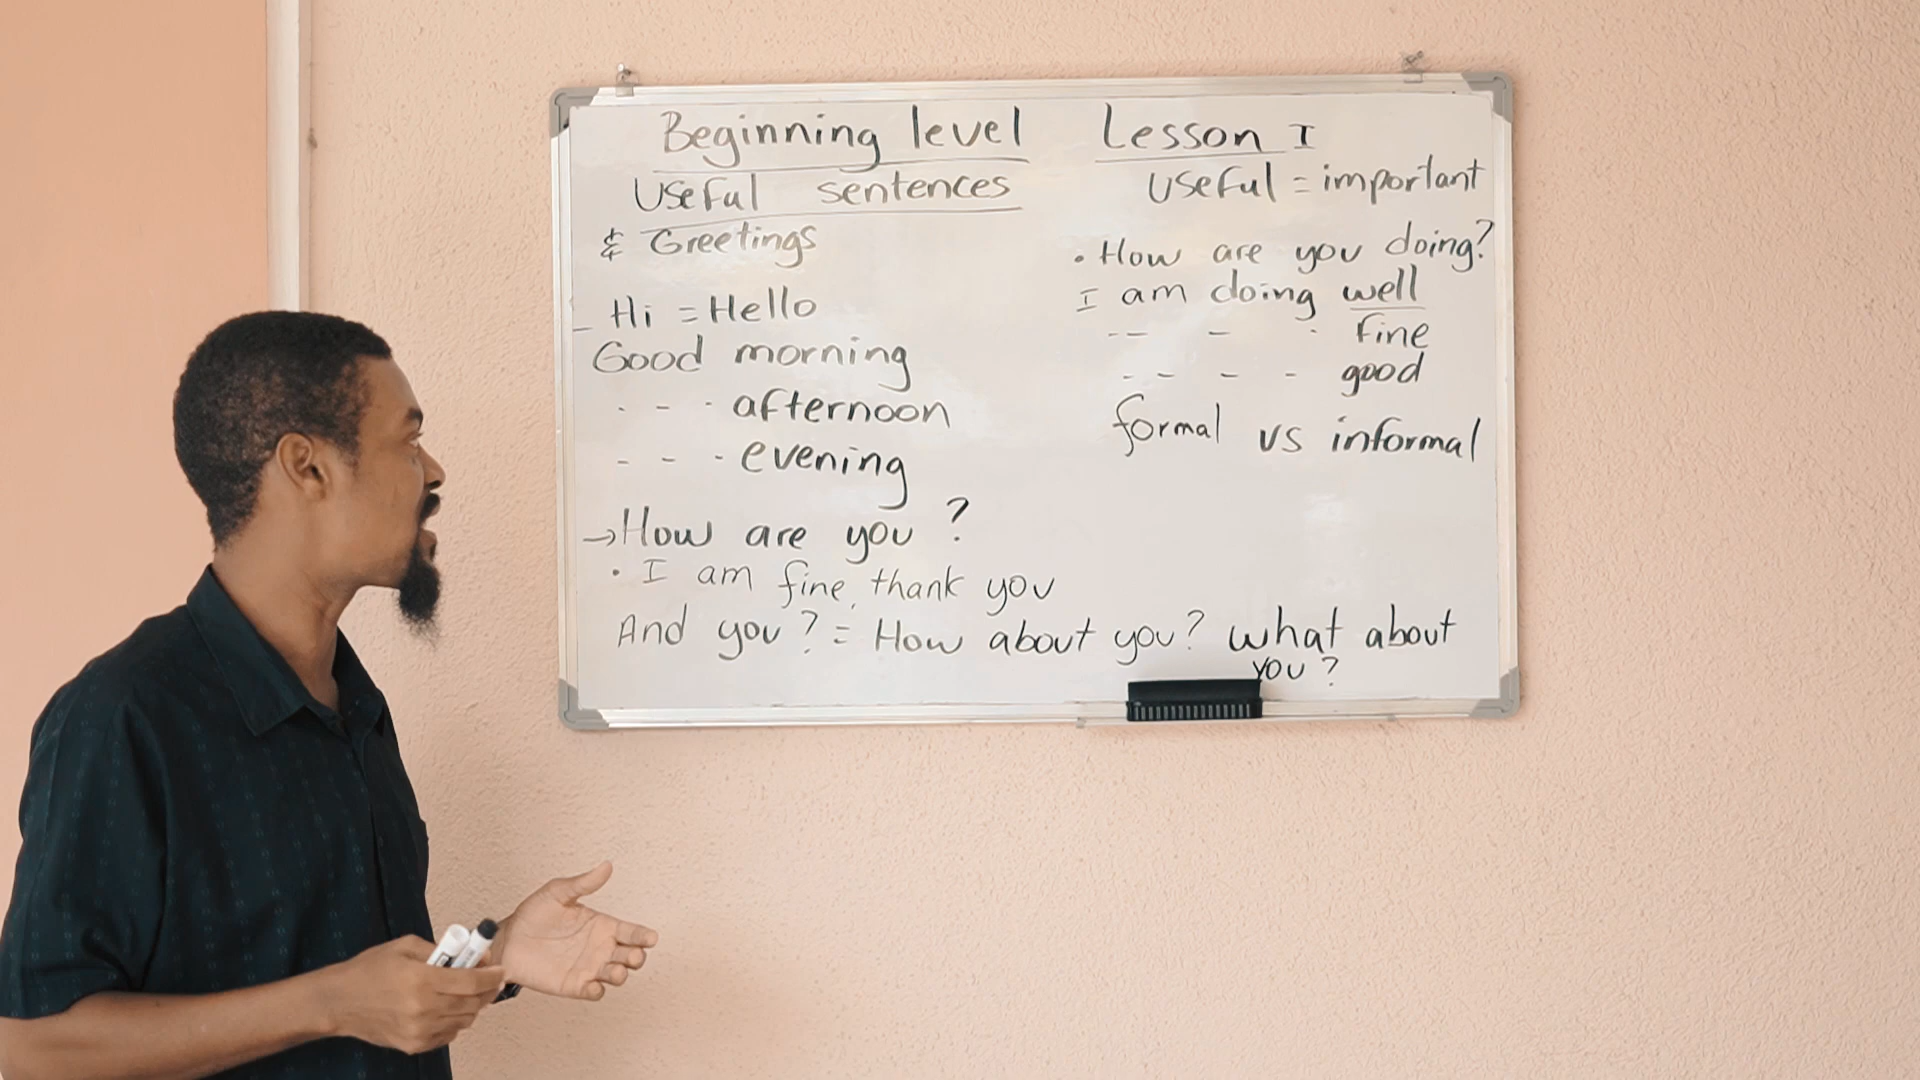 Beginning level
Useful sentences
& Greetings
- Hi = Hello
Good morning
- - - afternoon
- - - evening
→ How are you ?
• I am fine, thank you
And you ? = How about you? what about
you ?
Lesson I
Useful = important
• How are you doing?
I am doing well
-- - - fine
- - - - good
formal vs informal